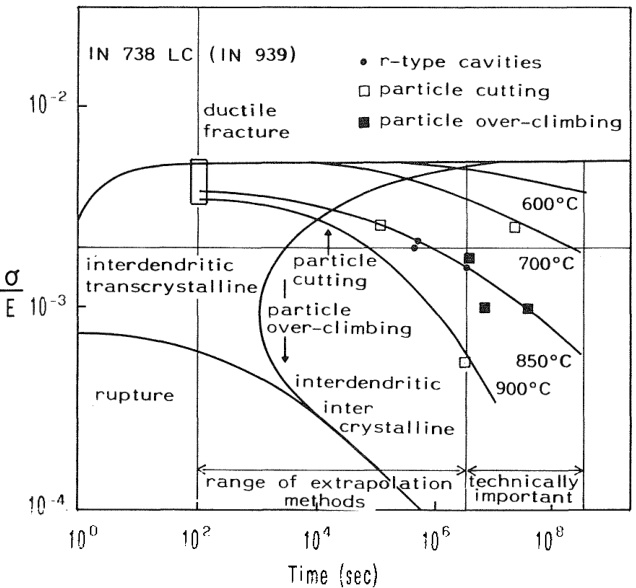 IN 738 LC (IN 939)
• r-type cavities
□ particle cutting
■ particle over-climbing
10⁻²
ductile
fracture
600°C
700°C
σ
E
interdendritic
transcrystalline
particle
cutting
10⁻³
particle
over-climbing
850°C
900°C
interdendritic
inter
crystalline
rupture
range of extrapolation
methods
technically
important
10⁻⁴
10⁰
10²
10⁴
10⁶
10⁸
Time (sec)